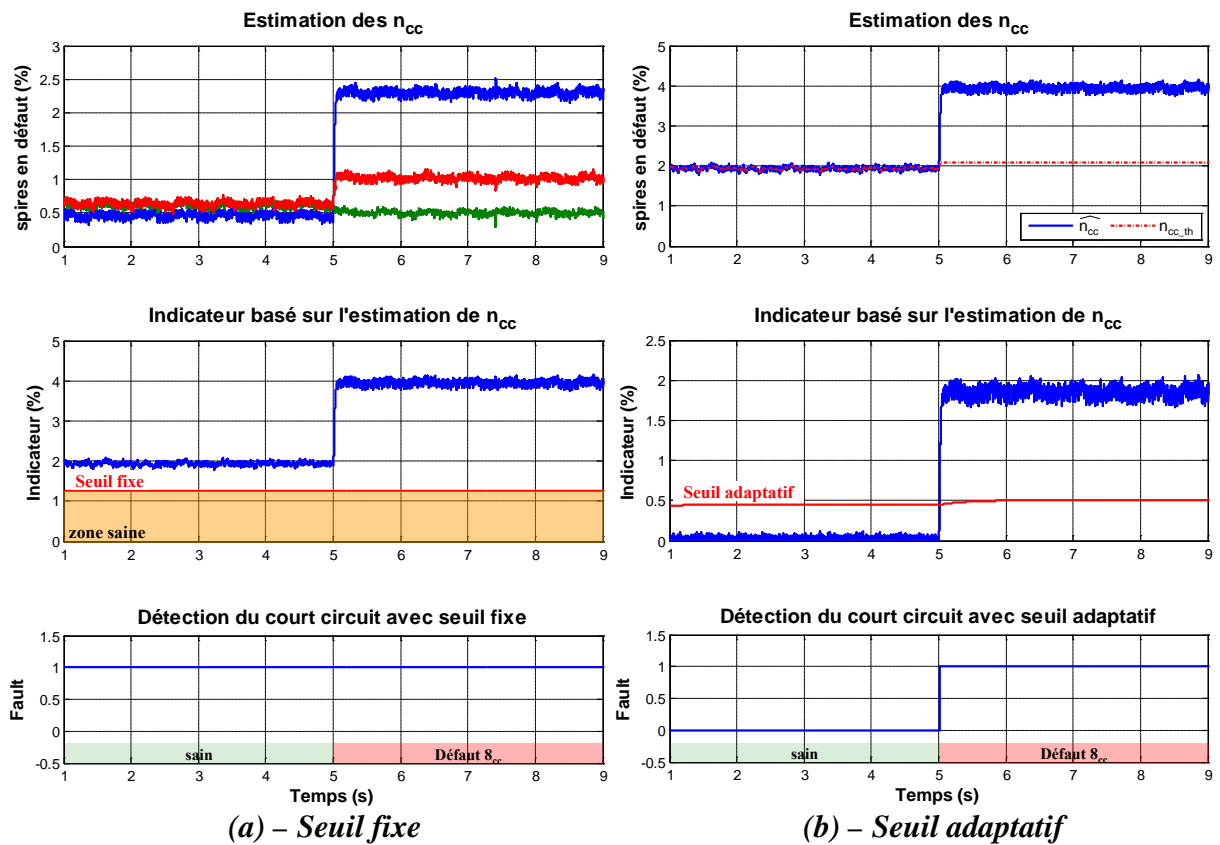 Estimation des n_cc
spires en défaut (%)
3
2.5
2
1.5
1
0.5
0
1 2 3 4 5 6 7 8 9
Indicateur basé sur l'estimation de n_cc
Indicateur (%)
5
4
3
2
1
0
Seuil fixe
zone saine
1 2 3 4 5 6 7 8 9
Détection du court circuit avec seuil fixe
Fault
1.5
1
0.5
0
-0.5
sain
Défaut 8_cc
1 2 3 4 5 6 7 8 9
Temps (s)
(a) – Seuil fixe
Estimation des n_cc
spires en défaut (%)
5
4
3
2
1
0
n̂_cc n_cc_th
1 2 3 4 5 6 7 8 9
Indicateur basé sur l'estimation de n_cc
Indicateur (%)
2.5
2
1.5
1
0.5
0
Seuil adaptatif
1 2 3 4 5 6 7 8 9
Détection du court circuit avec seuil adaptatif
Fault
1.5
1
0.5
0
-0.5
sain
Défaut 8_cc
1 2 3 4 5 6 7 8 9
Temps (s)
(b) – Seuil adaptatif